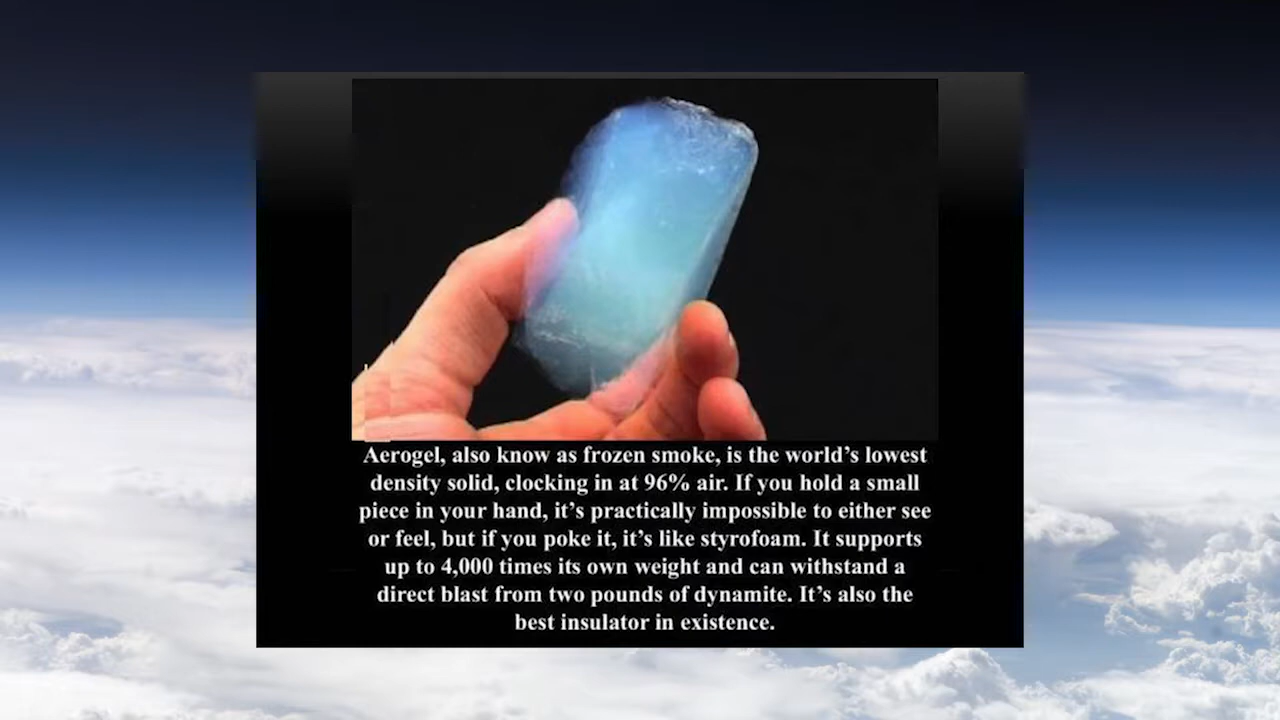 Aerogel, also know as frozen smoke, is the world’s lowest
density solid, clocking in at 96% air. If you hold a small
piece in your hand, it’s practically impossible to either see
or feel, but if you poke it, it’s like styrofoam. It supports
up to 4,000 times its own weight and can withstand a
direct blast from two pounds of dynamite. It’s also the
best insulator in existence.